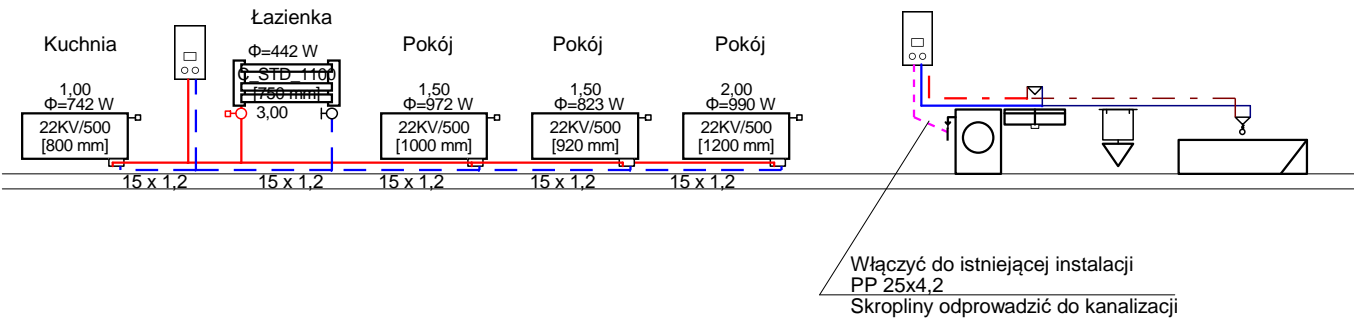 Łazienka
Kuchnia
Φ=442 W
C_STD_1100
[750 mm]
3,00
Pokój
Pokój
Pokój
1,00
Φ=742 W
22KV/500
[800 mm]
1,50
Φ=972 W
22KV/500
[1000 mm]
1,50
Φ=823 W
22KV/500
[920 mm]
2,00
Φ=990 W
22KV/500
[1200 mm]
15 x 1,2
15 x 1,2
15 x 1,2
15 x 1,2
15 x 1,2
Włączyć do istniejącej instalacji
PP 25x4,2
Skropliny odprowadzić do kanalizacji